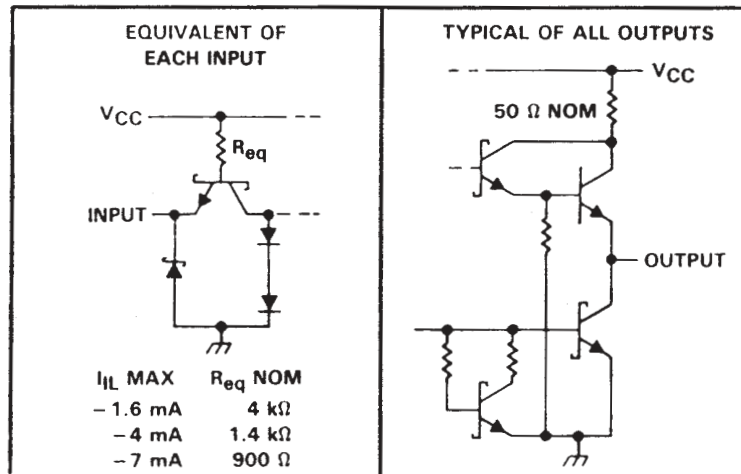 EQUIVALENT OF
EACH INPUT
VCC
Req
INPUT
IIL MAX Req NOM
−1.6 mA 4 kΩ
−4 mA 1.4 kΩ
−7 mA 900 Ω
TYPICAL OF ALL OUTPUTS
VCC
50 Ω NOM
OUTPUT